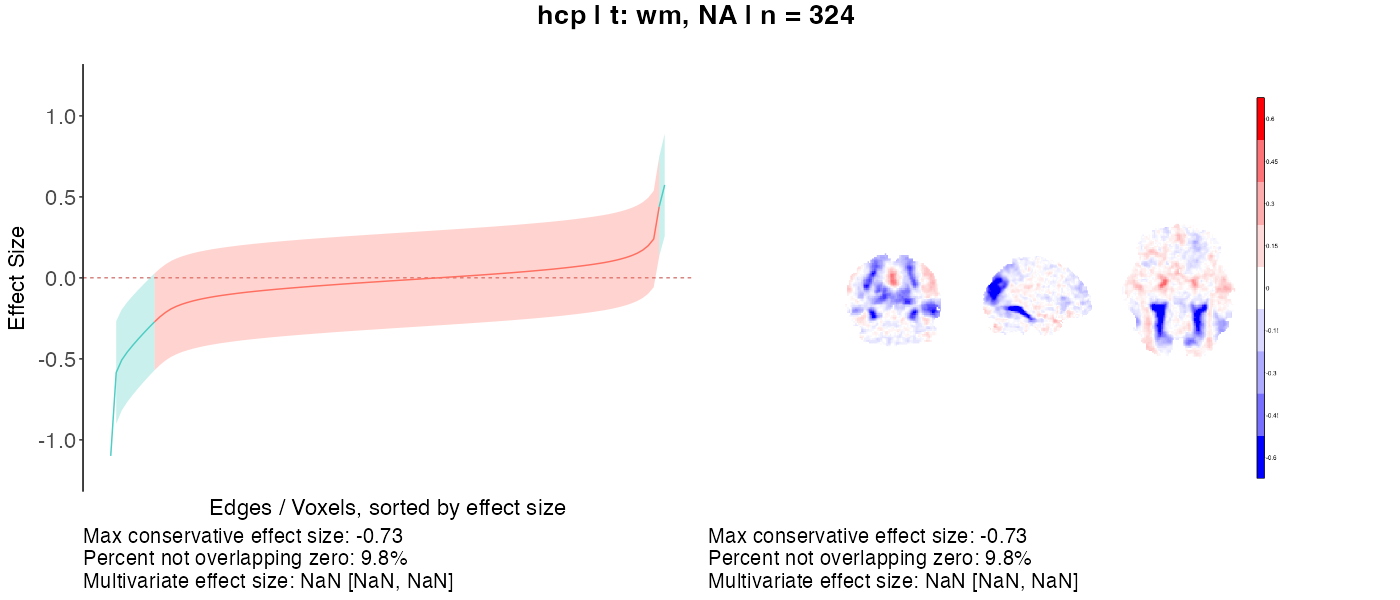 hcp | t: wm, NA | n = 324
Effect Size
1.0
0.5
0.0
-0.5
-1.0
Edges / Voxels, sorted by effect size
Max conservative effect size: -0.73
Percent not overlapping zero: 9.8%
Multivariate effect size: NaN [NaN, NaN]
0.6
0.45
0.3
0.15
0
-0.3
-0.6
Max conservative effect size: -0.73
Percent not overlapping zero: 9.8%
Multivariate effect size: NaN [NaN, NaN]